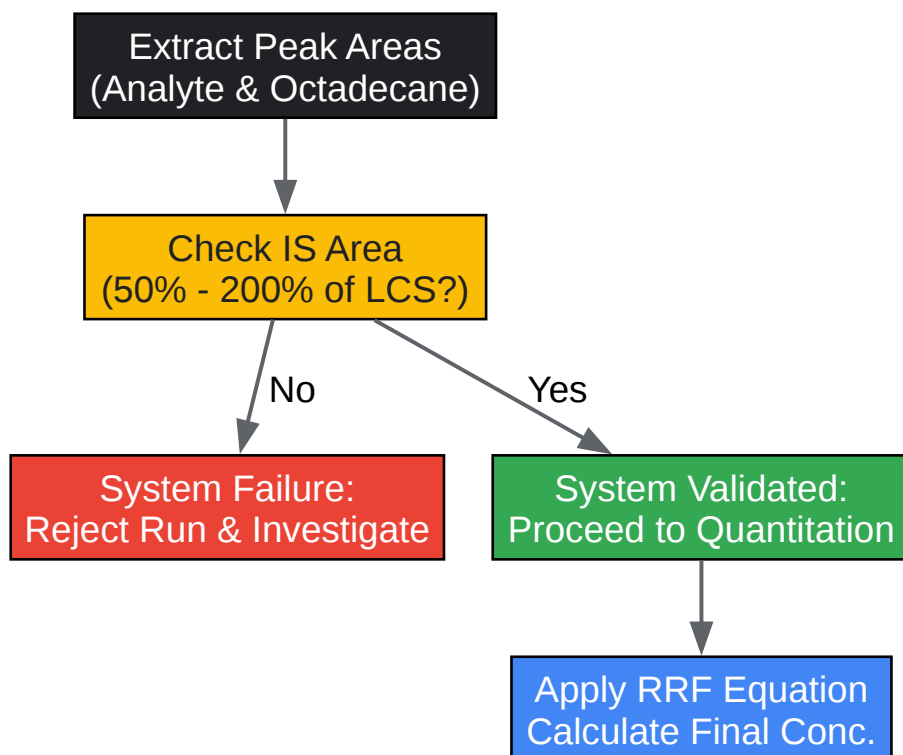 Extract Peak Areas
(Analyte & Octadecane)
Check IS Area
(50% - 200% of LCS?)
No
Yes
System Failure:
Reject Run & Investigate
System Validated:
Proceed to Quantitation
Apply RRF Equation
Calculate Final Conc.